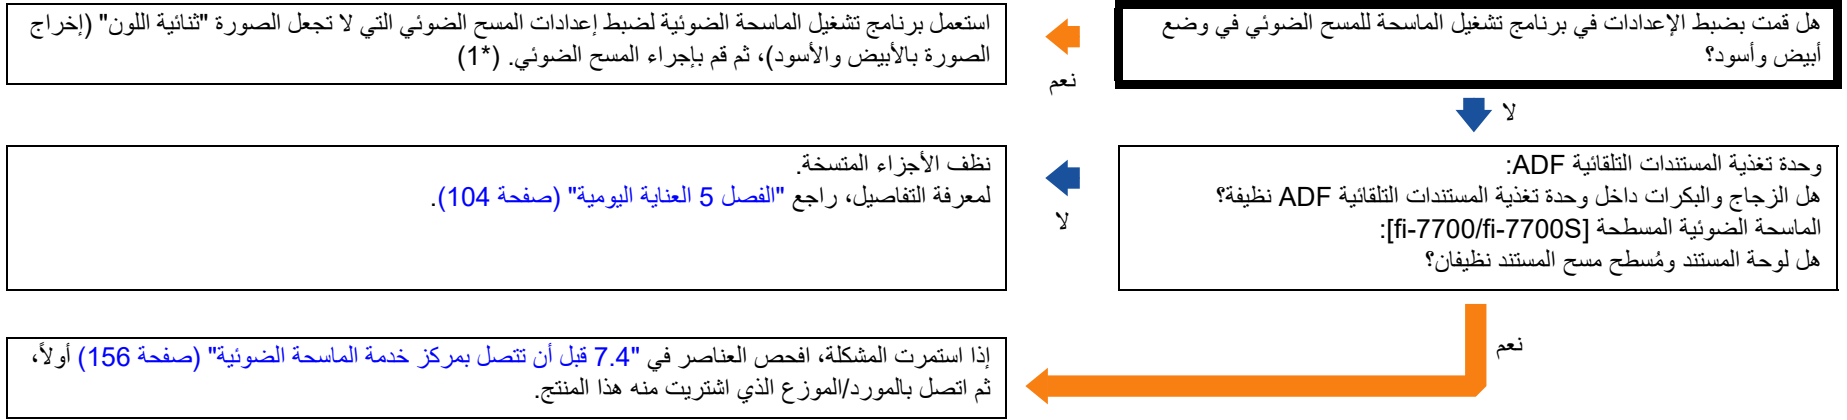 هل قمت بضبط الإعدادات في برنامج تشغيل الماسحة للمسح الضوئي في وضع
أبيض وأسود؟
نعم
استعمل برنامج تشغيل الماسحة الضوئية لضبط إعدادات المسح الضوئي التي لا تجعل الصورة "ثنائية اللون" (إخراج
الصورة بالأبيض والأسود)، ثم قم بإجراء المسح الضوئي. (*1)
لا
وحدة تغذية المستندات التلقائية ADF:
هل الزجاج والبكرات داخل وحدة تغذية المستندات التلقائية ADF نظيفة؟
الماسحة الضوئية المسطحة [fi-7700/fi-7700S]:
هل لوحة المستند ومُسطح مسح المستند نظيفان؟
لا
نظف الأجزاء المتسخة.
لمعرفة التفاصيل، راجع "الفصل 5 العناية اليومية" (صفحة 104).
نعم
إذا استمرت المشكلة، افحص العناصر في "7.4 قبل أن تتصل بمركز خدمة الماسحة الضوئية" (صفحة 156) أولاً،
ثم اتصل بالمورد/الموزع الذي اشتريت منه هذا المنتج.